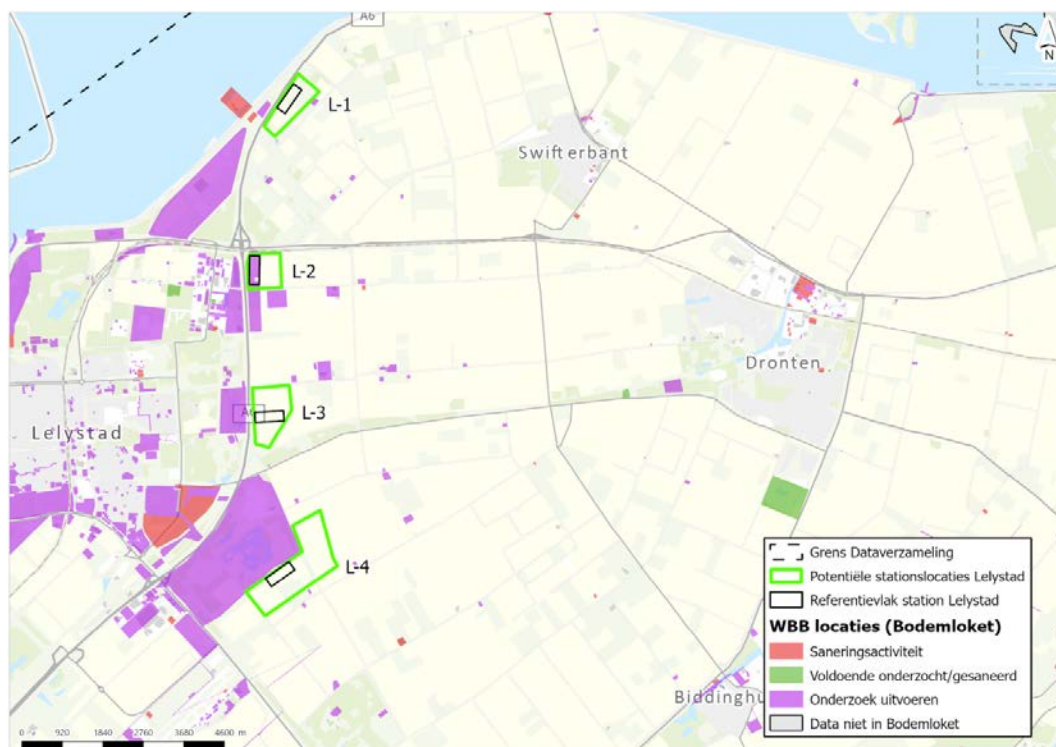 A6
N
L-1
Swifterbant
L-2
Dronten
A6
L-3
Lelystad
L-4
Biddinghu
Grens Dataverzameling
Potentiële stationslocaties Lelystad
Referentievlak station Lelystad
WBB locaties (Bodemloket)
Saneringsactiviteit
Voldoende onderzocht/gesaneerd
Onderzoek uitvoeren
Data niet in Bodemloket
0 920 1840 2760 3680 4600 m